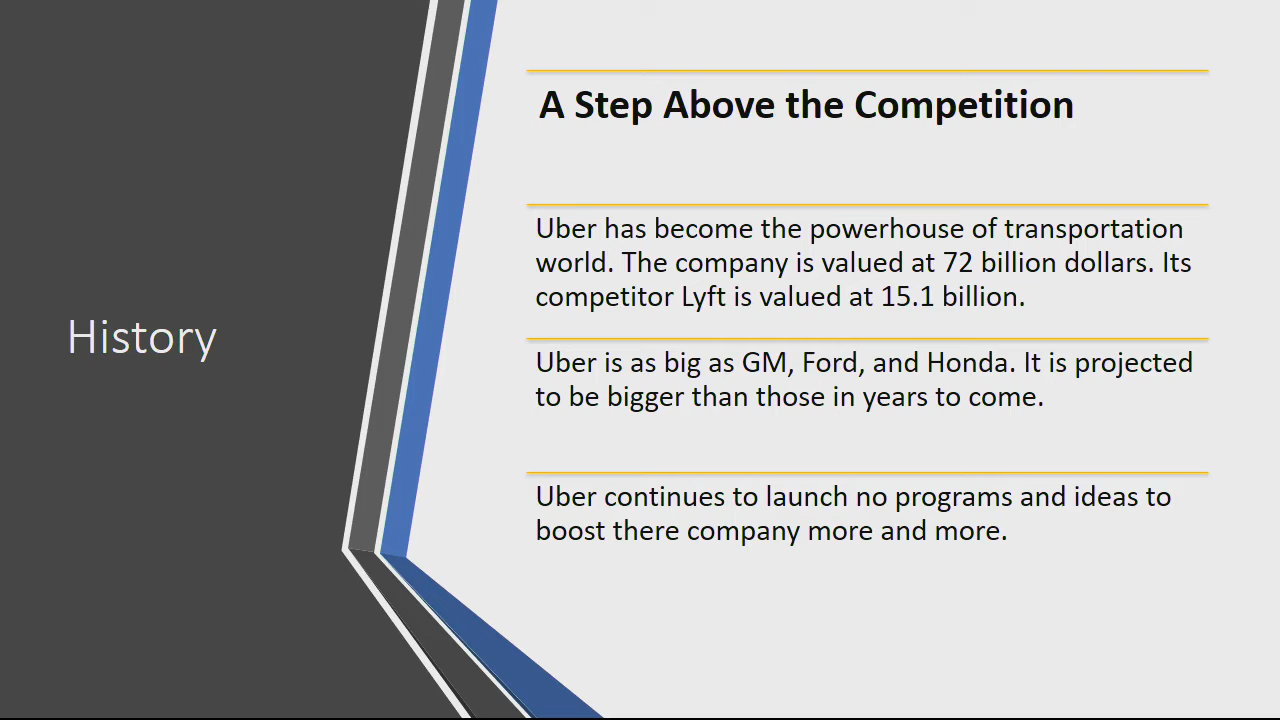 History
A Step Above the Competition
Uber has become the powerhouse of transportation
world. The company is valued at 72 billion dollars. Its
competitor Lyft is valued at 15.1 billion.
Uber is as big as GM, Ford, and Honda. It is projected
to be bigger than those in years to come.
Uber continues to launch no programs and ideas to
boost there company more and more.